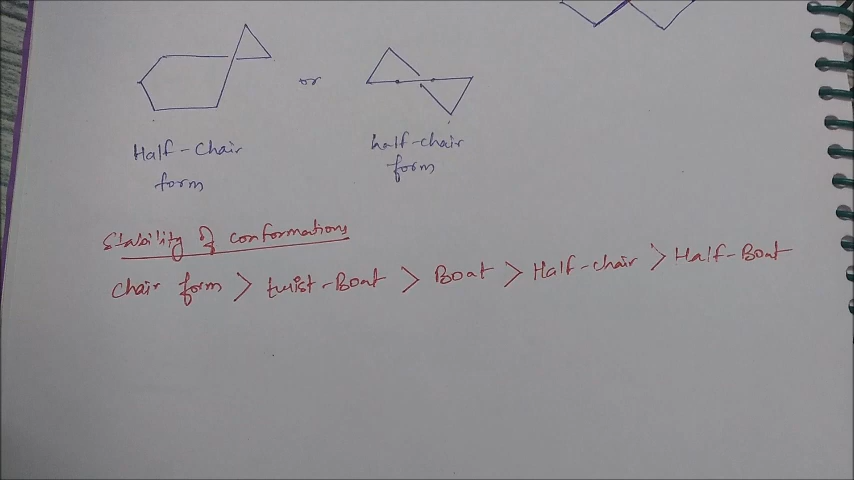 or
Half-Chair
form
half-chair
form
Stability of conformations
chair form > twist-Boat > Boat > Half-chair > Half-Boat